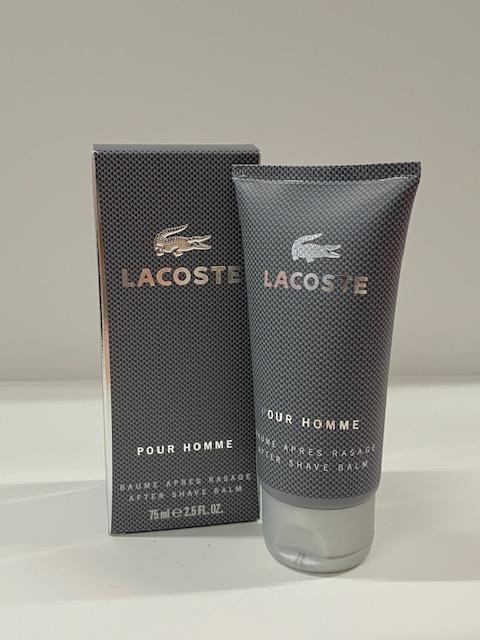 LACOSTE
POUR HOMME
BAUME APRES RASAGE
AFTER SHAVE BALM
75 ml ℮ 2.5 FL. OZ.
LACOSTE
POUR HOMME
BAUME APRES RASAGE
AFTER SHAVE BALM